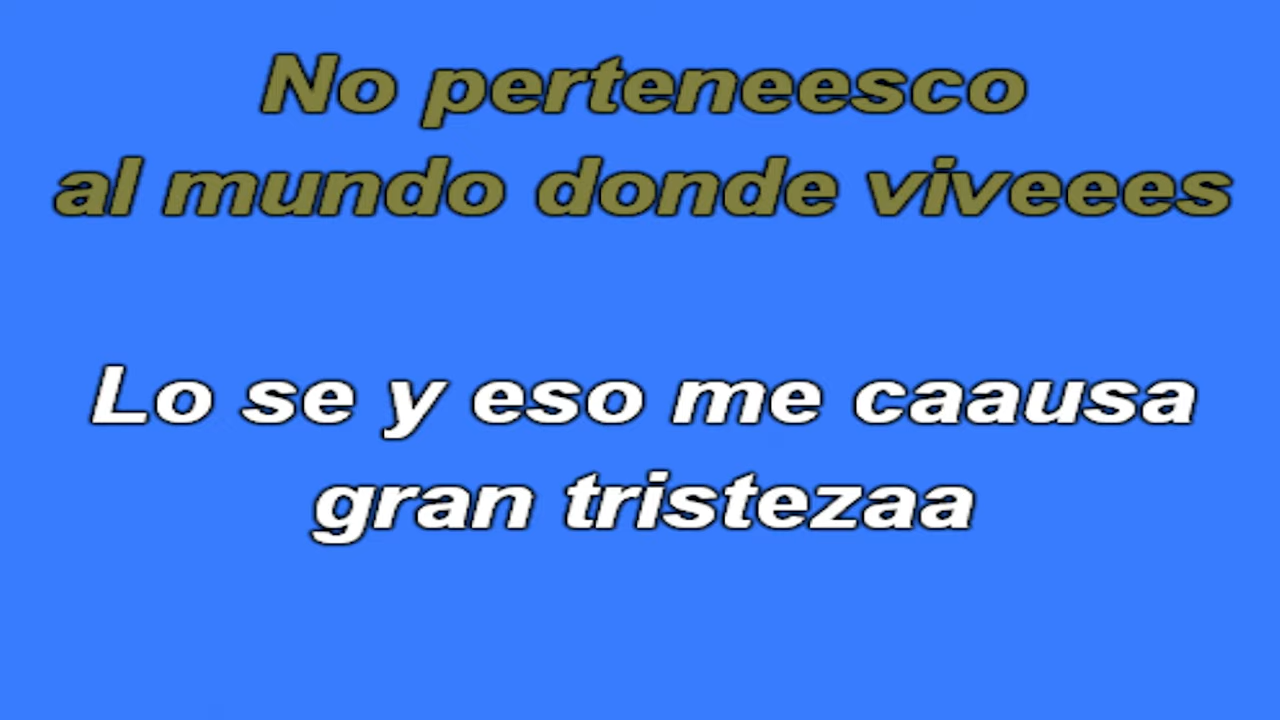 No perteneesco
al mundo donde viveees
Lo se y eso me caausa
gran tristezaa